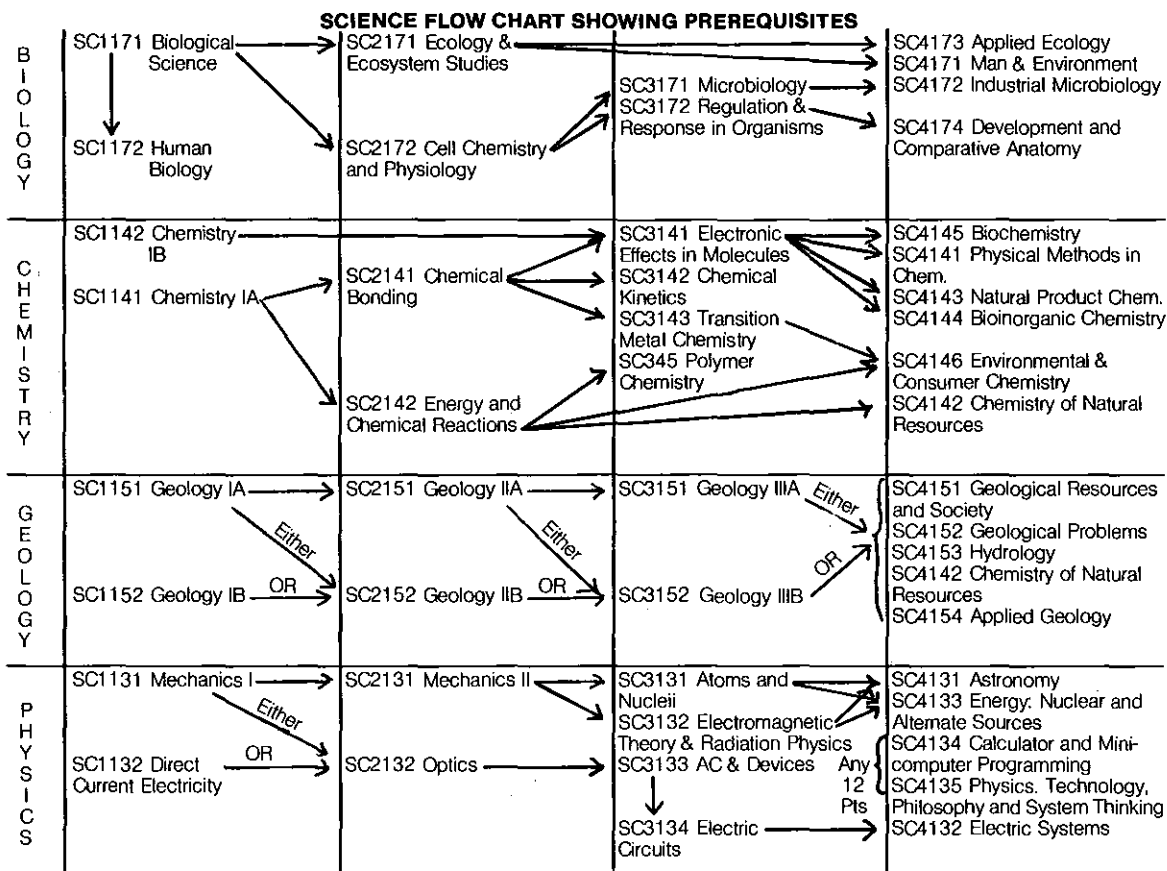 SCIENCE FLOW CHART SHOWING PREREQUISITES
BIOLOGY
SC1171 Biological
Science
SC1172 Human
Biology
SC2171 Ecology &
Ecosystem Studies
SC2172 Cell Chemistry
and Physiology
SC3171 Microbiology
SC3172 Regulation &
Response in Organisms
SC4173 Applied Ecology
SC4171 Man & Environment
SC4172 Industrial Microbiology
SC4174 Development and
Comparative Anatomy
CHEMISTRY
SC1142 Chemistry
IB
SC1141 Chemistry IA
SC2141 Chemical
Bonding
SC2142 Energy and
Chemical Reactions
SC3141 Electronic
Effects in Molecules
SC3142 Chemical
Kinetics
SC3143 Transition
Metal Chemistry
SC345 Polymer
Chemistry
SC4145 Biochemistry
SC4141 Physical Methods in
Chem.
SC4143 Natural Product Chem.
SC4144 Bioinorganic Chemistry
SC4146 Environmental &
Consumer Chemistry
SC4142 Chemistry of Natural
Resources
GEOLOGY
SC1151 Geology IA
Either
SC1152 Geology IB
OR
SC2151 Geology IIA
Either
SC2152 Geology IIB
OR
SC3151 Geology IIIA
Either
SC3152 Geology IIIB
OR
SC4151 Geological Resources
and Society
SC4152 Geological Problems
SC4153 Hydrology
SC4142 Chemistry of Natural
Resources
SC4154 Applied Geology
PHYSICS
SC1131 Mechanics I
Either
SC1132 Direct
Current Electricity
OR
SC2131 Mechanics II
SC2132 Optics
SC3131 Atoms and
Nucleii
SC3132 Electromagnetic
Theory & Radiation Physics
SC3133 AC & Devices
SC3134 Electric
Circuits
Any
12
Pts
SC4131 Astronomy
SC4133 Energy: Nuclear and
Alternate Sources
SC4134 Calculator and Mini-
computer Programming
SC4135 Physics. Technology,
Philosophy and System Thinking
SC4132 Electric Systems